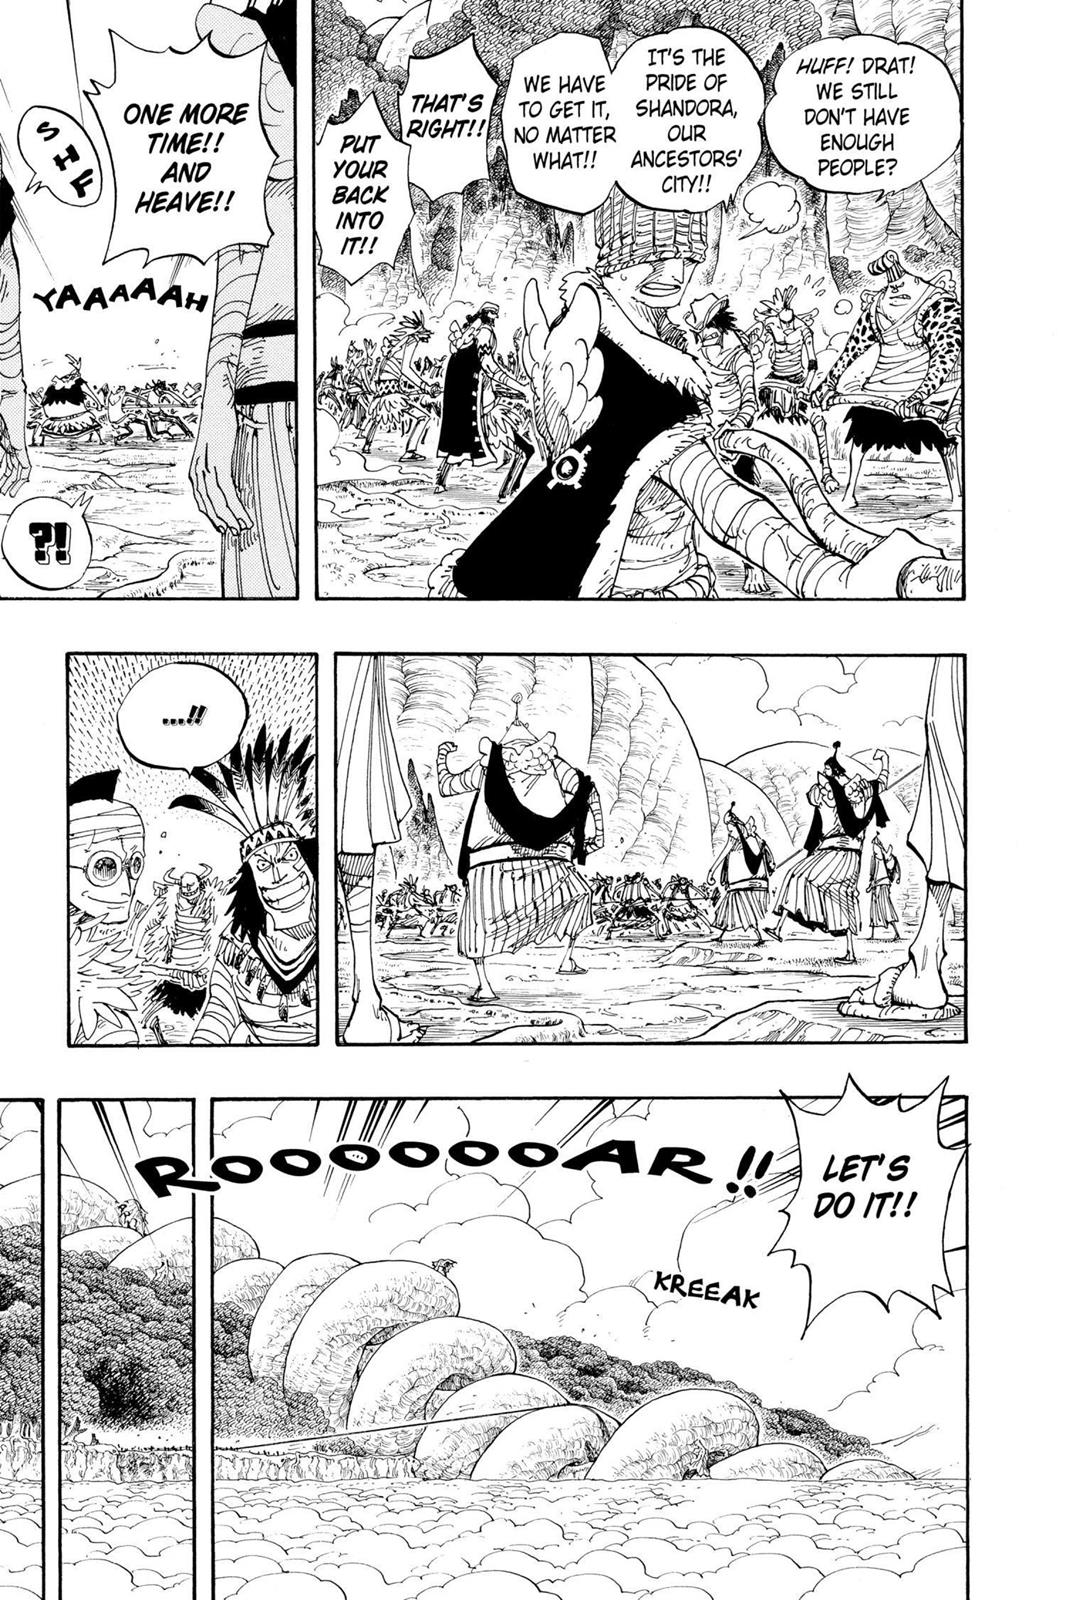 HUFF! DRAT!
WE STILL
DON'T HAVE
ENOUGH
PEOPLE?
IT'S THE
PRIDE OF
SHANDORA,
OUR
ANCESTORS'
CITY!!
WE HAVE
TO GET IT,
NO MATTER
WHAT!!
THAT'S
RIGHT!!
PUT
YOUR
BACK
INTO
IT!!
ONE MORE
TIME!!
AND
HEAVE!!
SHF
YAAAAAH
?!
....!!
LET'S
DO IT!!
ROOOOOOAR!!
KREEAK
...